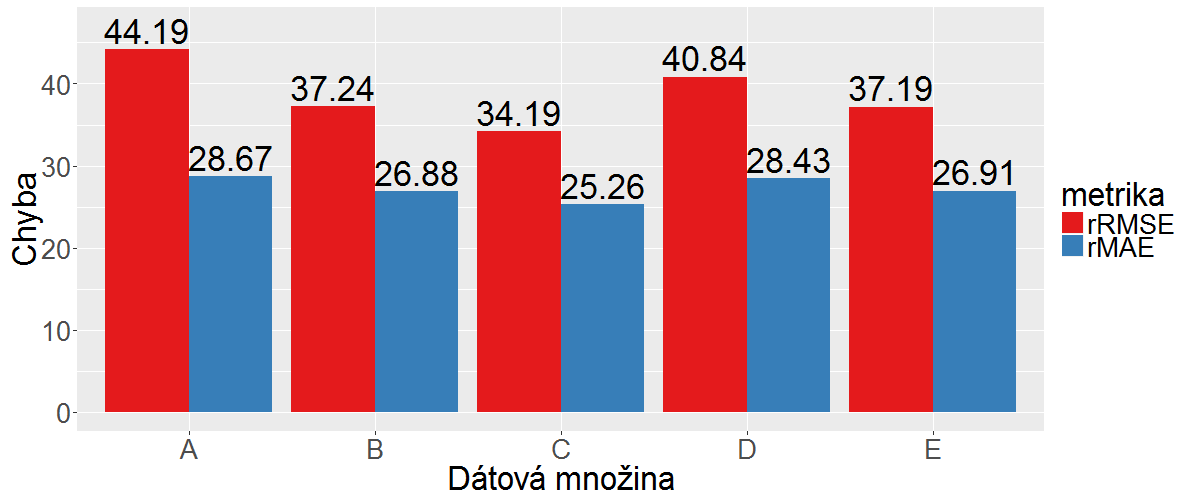 44.19
37.24
34.19
40.84
37.19
28.67
26.88
25.26
28.43
26.91
40
30
20
10
0
Chyba
A B C D E
Dátová množina
metrika
rRMSE
rMAE